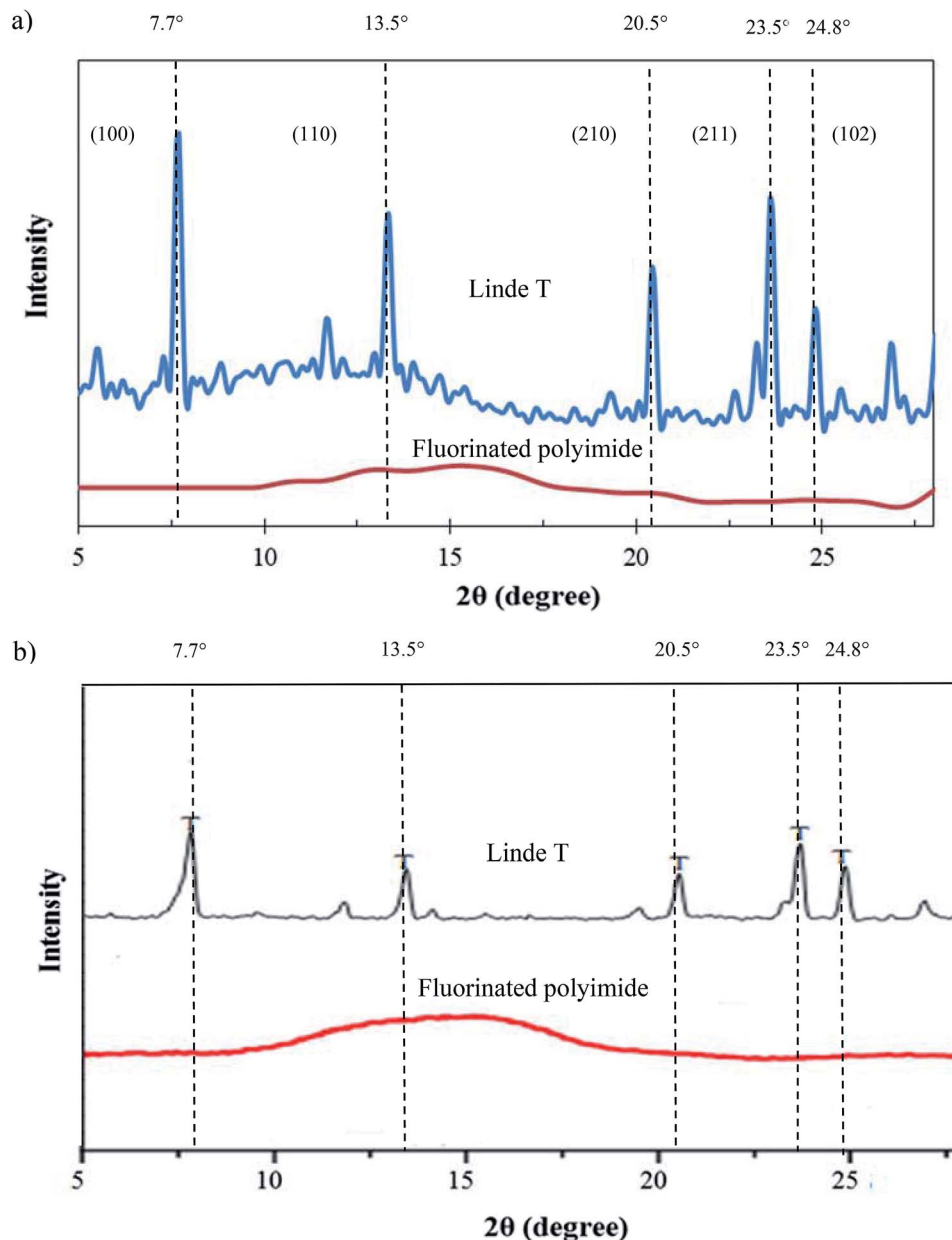 a)
7.7° 13.5° 20.5° 23.5° 24.8°
(100) (110) (210) (211) (102)
Intensity
Linde T
Fluorinated polyimide
5 10 15 20 25
2θ (degree)
b)
7.7° 13.5° 20.5° 23.5° 24.8°
T T T T T
Intensity
Linde T
Fluorinated polyimide
5 10 15 20 25
2θ (degree)